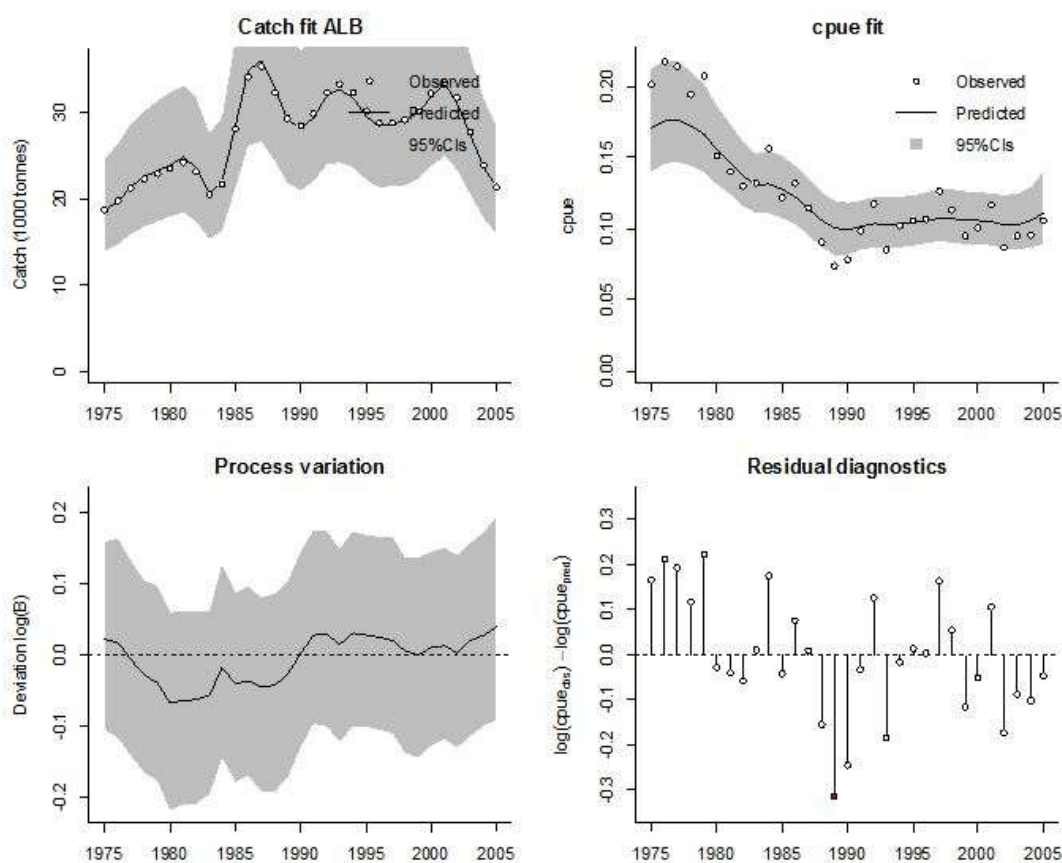 Catch fit ALB
Catch (1000 tonnes)
0 10 20 30
Observed
Predicted
95%CIs
1975 1980 1985 1990 1995 2000 2005
cpue fit
cpue
0.00 0.05 0.10 0.15 0.20
Observed
Predicted
95%CIs
1975 1980 1985 1990 1995 2000 2005
Process variation
Deviation log(B)
-0.2 -0.1 0.0 0.1 0.2
1975 1980 1985 1990 1995 2000 2005
Residual diagnostics
log(cpue_obs) – log(cpue_pred)
-0.3 -0.2 -0.1 0.0 0.1 0.2 0.3
1975 1980 1985 1990 1995 2000 2005